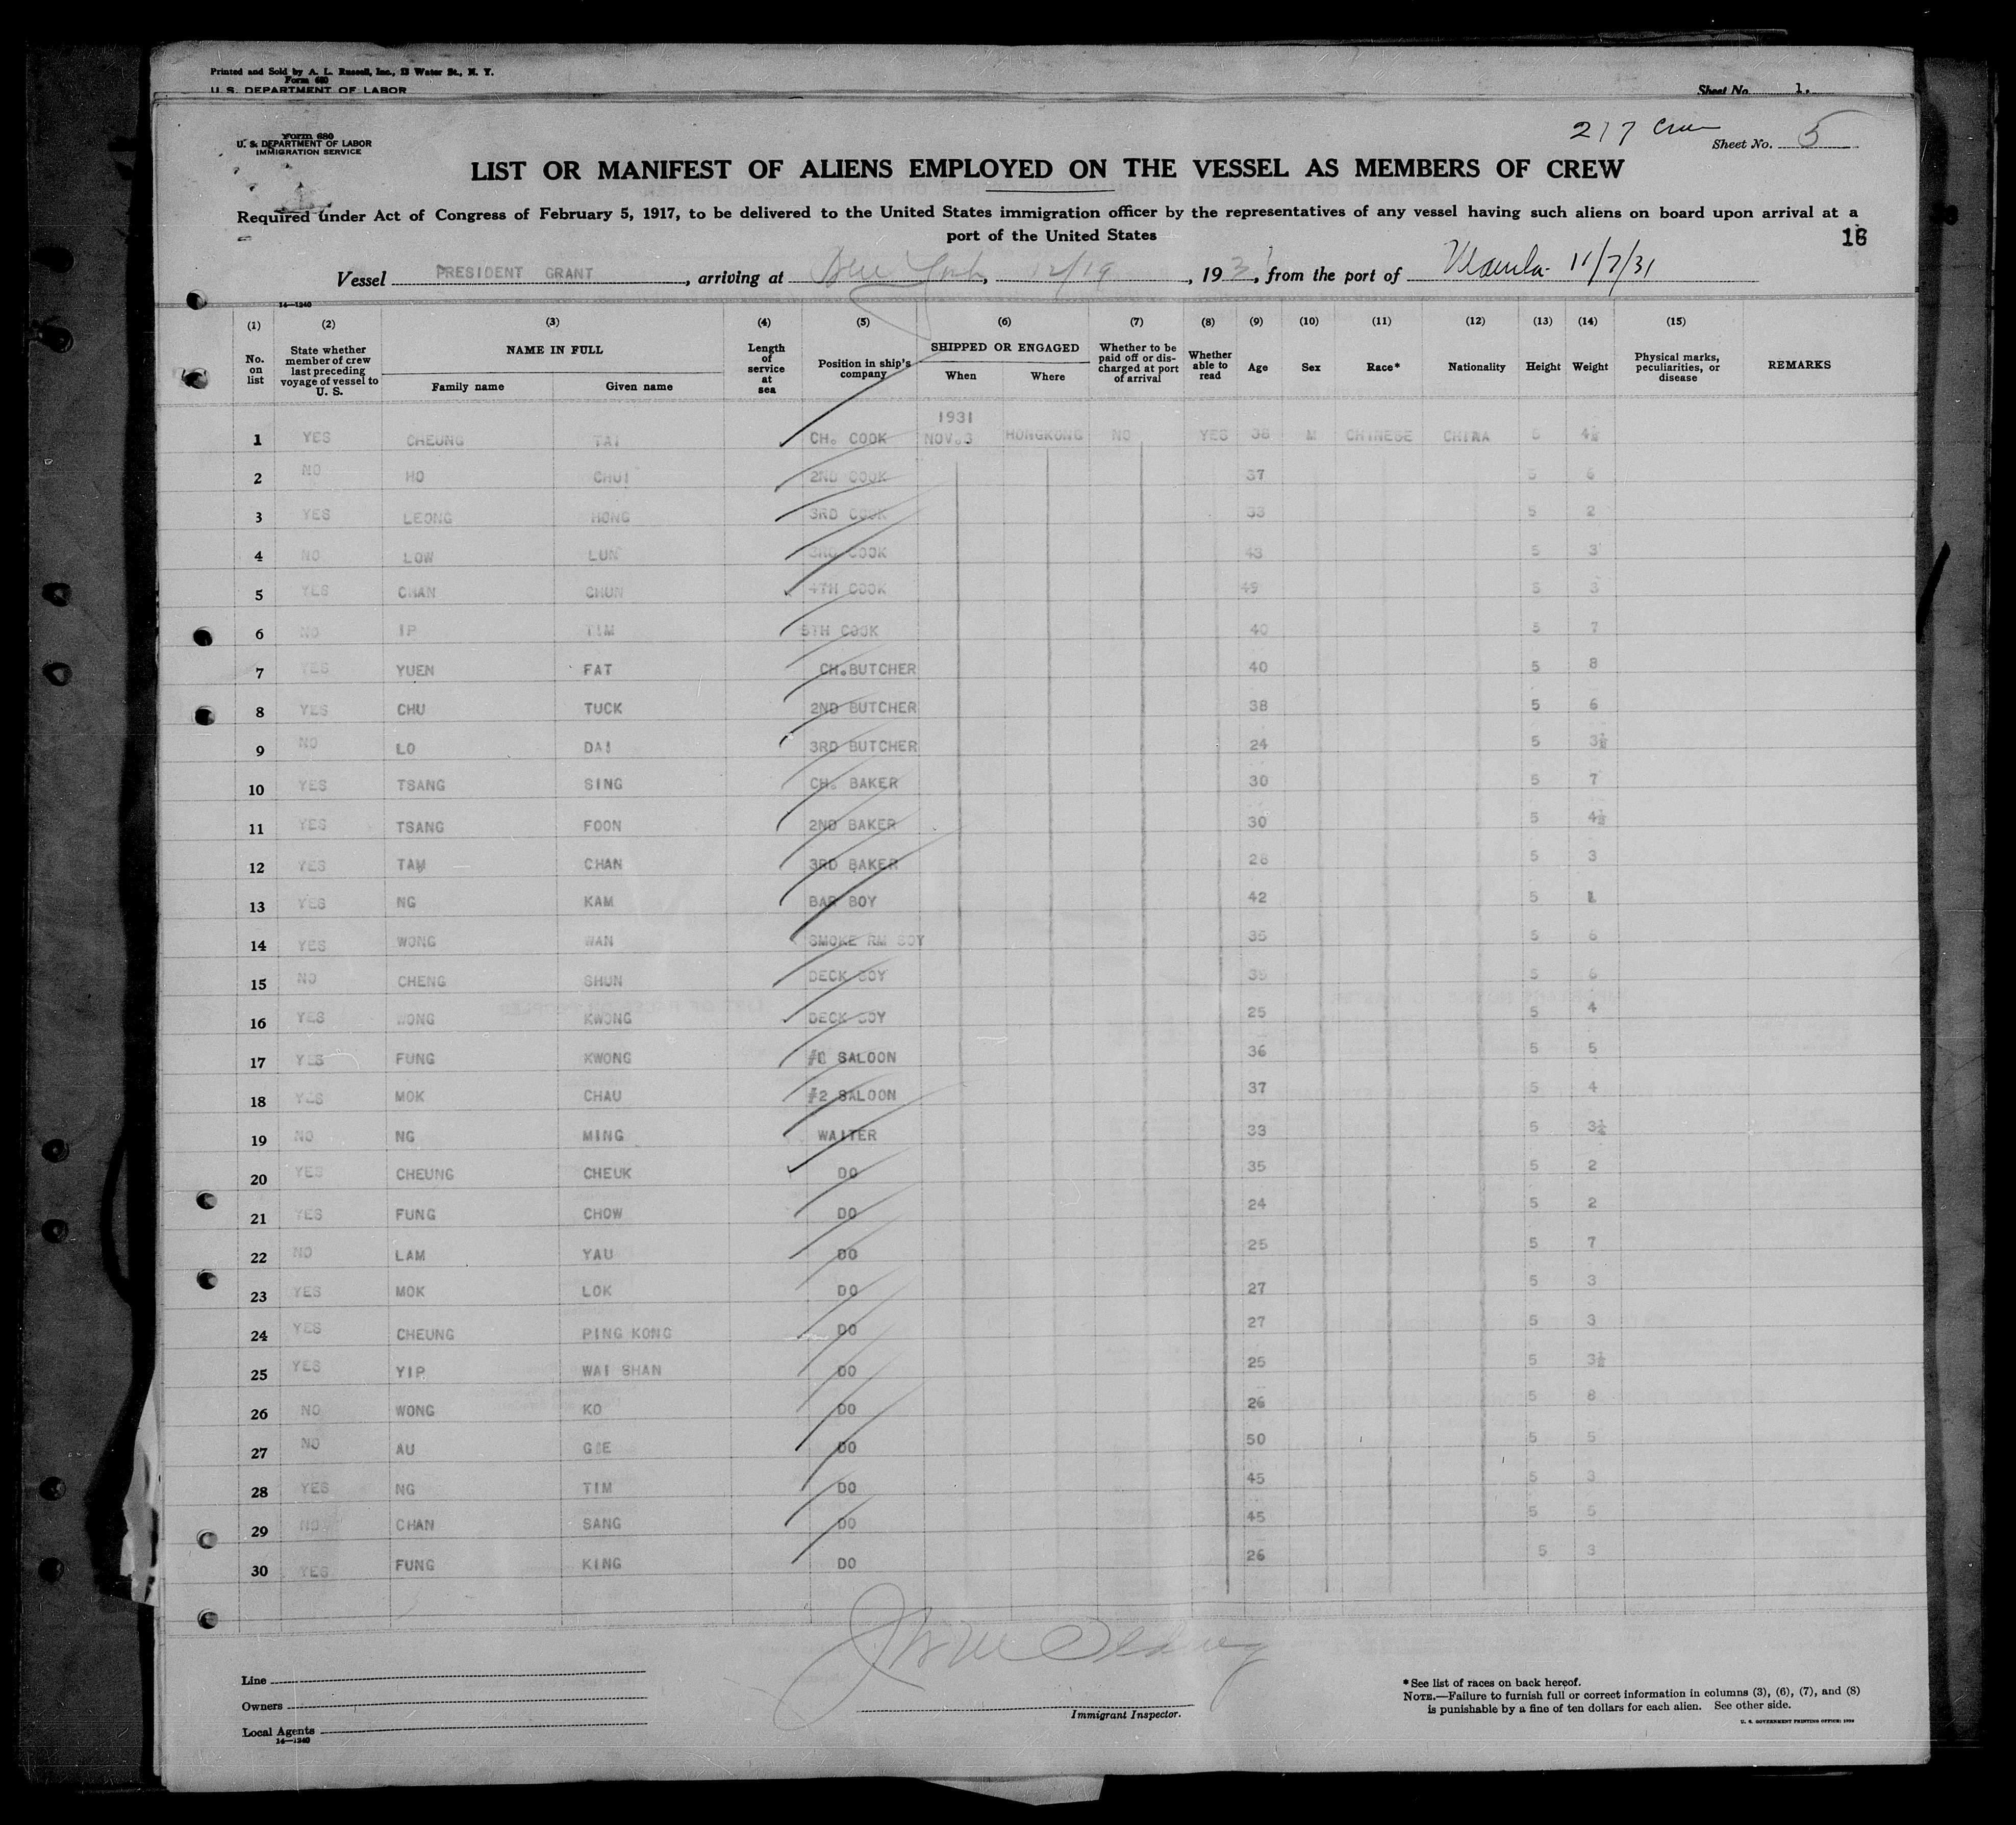 Printed and Sold by A. L. Russell, Inc., 13 Water St., N. Y.
Form 680
U. S. DEPARTMENT OF LABOR
Sheet No. 1.
Form 680
U. S. DEPARTMENT OF LABOR
IMMIGRATION SERVICE
217 Crew
Sheet No. 5
LIST OR MANIFEST OF ALIENS EMPLOYED ON THE VESSEL AS MEMBERS OF CREW
Required under Act of Congress of February 5, 1917, to be delivered to the United States immigration officer by the representatives of any vessel having such aliens on board upon arrival at a
port of the United States
16
Vessel PRESIDENT GRANT, arriving at New York, 12/19, 1931, from the port of Manila 11/7/31
14—1240
(1) (2) (3) (4) (5) (6) (7) (8) (9) (10) (11) (12) (13) (14) (15)
No. on list State whether member of crew last preceding voyage of vessel to U. S. NAME IN FULL Family name Given name Length of service at sea Position in ship's company SHIPPED OR ENGAGED When Where Whether to be paid off or discharged at port of arrival Whether able to read Age Sex Race* Nationality Height Weight Physical marks, peculiarities, or disease REMARKS
1931
1 YES CHEUNG TAI CH. COOK NOV.3 HONGKONG NO YES 38 M CHINESE CHINA 5 4½
2 NO HO CHUI 2ND COOK 37 5 6
3 YES LEONG HONG 3RD COOK 33 5 2
4 NO LOW LUN 3RD COOK 43 5 3
5 YES CHAN CHUN 4TH COOK 49 5 3
6 NO IP TIM 5TH COOK 40 5 7
7 YES YUEN FAT CH.BUTCHER 40 5 8
8 YES CHU TUCK 2ND BUTCHER 38 5 6
9 NO LO DAI 3RD BUTCHER 24 5 3½
10 YES TSANG SING CH. BAKER 30 5 7
11 YES TSANG FOON 2ND BAKER 30 5 4½
12 YES TAM CHAN 3RD BAKER 28 5 3
13 YES NG KAM BAR BOY 42 5 1
14 YES WONG WAN SMOKE RM BOY 35 5 6
15 NO CHENG SHUN DECK BOY 39 5 6
16 YES WONG KWONG DECK BOY 25 5 4
17 YES FUNG KWONG #1 SALOON 36 5 5
18 YES MOK CHAU #2 SALOON 37 5 4
19 NO NG MING WAITER 33 5 3½
20 YES CHEUNG CHEUK DO 35 5 2
21 YES FUNG CHOW DO 24 5 2
22 NO LAM YAU DO 25 5 7
23 YES MOK LOK DO 27 5 3
24 YES CHEUNG PING KONG DO 27 5 3
25 YES YIP WAI SHAN DO 25 5 3½
26 NO WONG KO DO 26 5 8
27 NO AU GEE DO 50 5 5
28 YES NG TIM DO 45 5 3
29 NO CHAN SANG DO 45 5 5
30 YES FUNG KING DO 26 5 3
Line
Owners
Local Agents
14—1240
Immigrant Inspector.
* See list of races on back hereof.
NOTE.—Failure to furnish full or correct information in columns (3), (6), (7), and (8)
is punishable by a fine of ten dollars for each alien. See other side.
U. S. GOVERNMENT PRINTING OFFICE: 1929